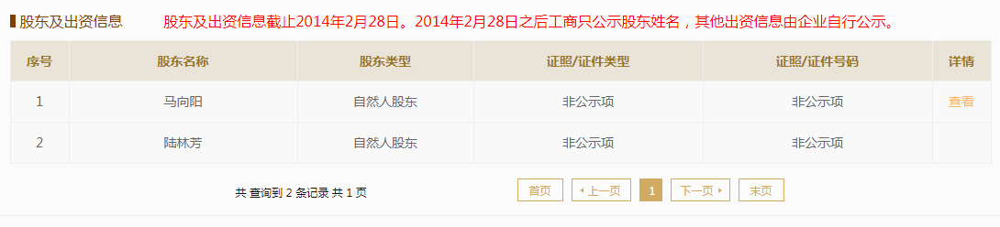 股东及出资信息 股东及出资信息截止2014年2月28日。2014年2月28日之后工商只公示股东姓名，其他出资信息由企业自行公示。
序号 股东名称 股东类型 证照/证件类型 证照/证件号码 详情
1 马向阳 自然人股东 非公示项 非公示项 查看
2 陆林芳 自然人股东 非公示项 非公示项
共 查询到 2 条记录 共 1 页 首页 上一页 1 下一页 末页